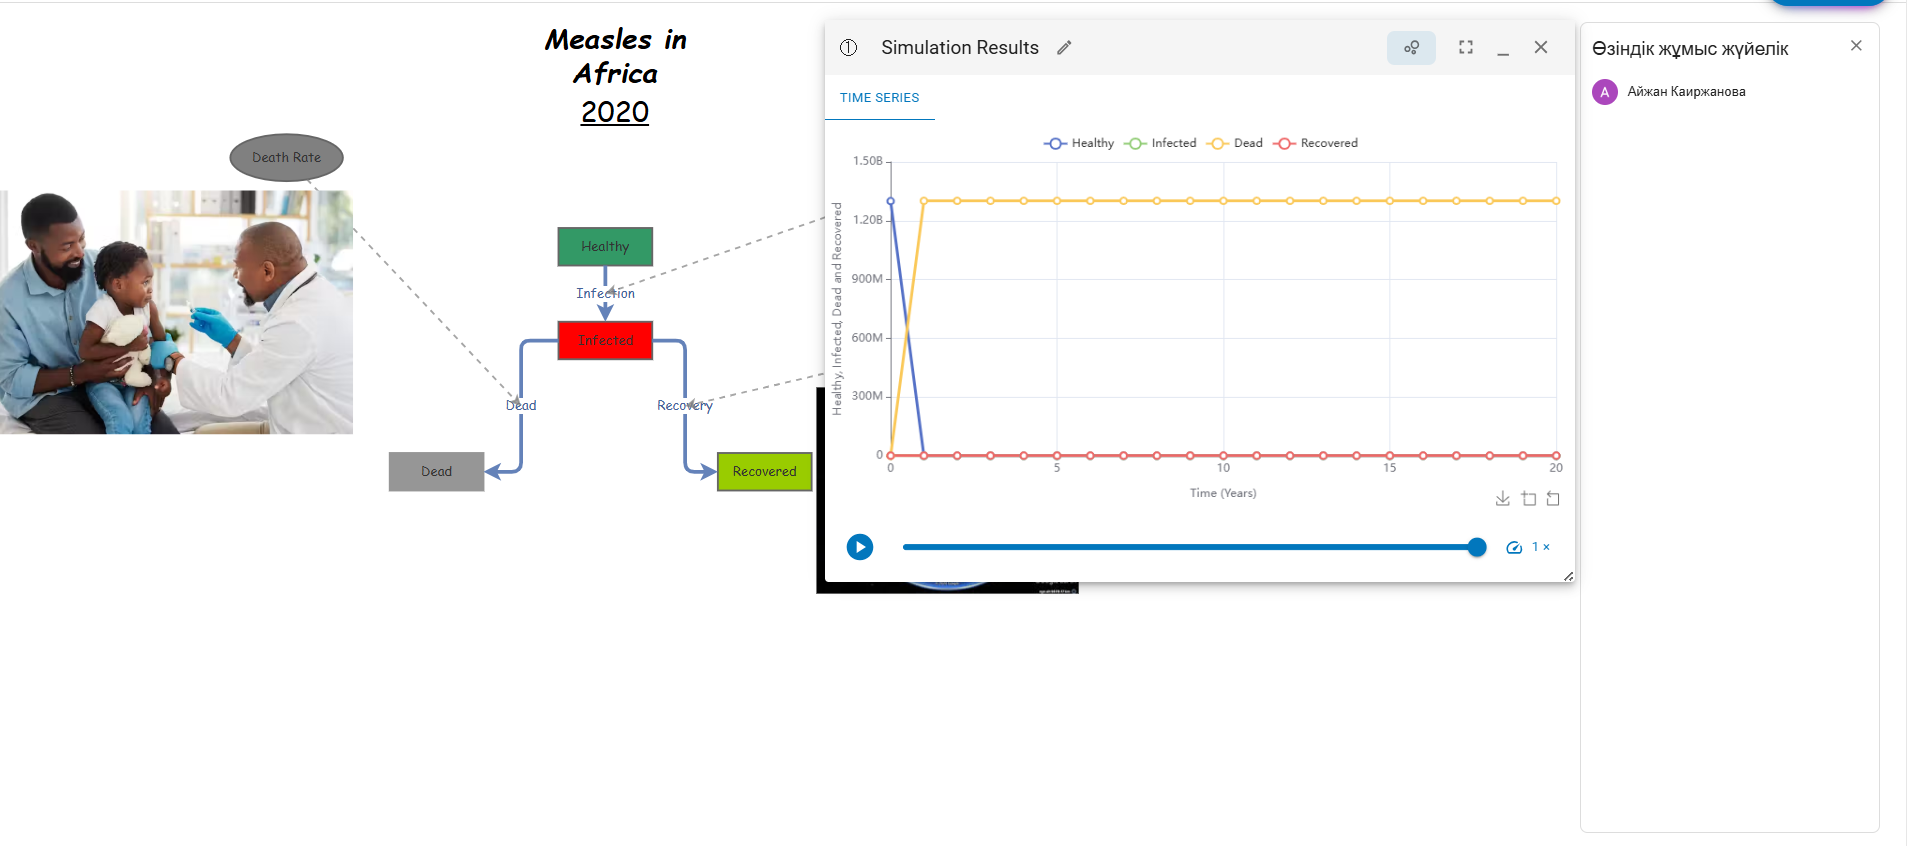 Measles in
Africa
2020
Death Rate
Healthy
Infection
Infected
Dead
Recovery
Dead
Recovered
Simulation Results
TIME SERIES
Healthy
Infected
Dead
Recovered
Healthy, Infected, Dead and Recovered
1.50B
1.20B
900M
600M
300M
0
0
5
10
15
20
Time (Years)
1 ×
Өзіндік жұмыс жүйелік
А
Айжан Каиржанова